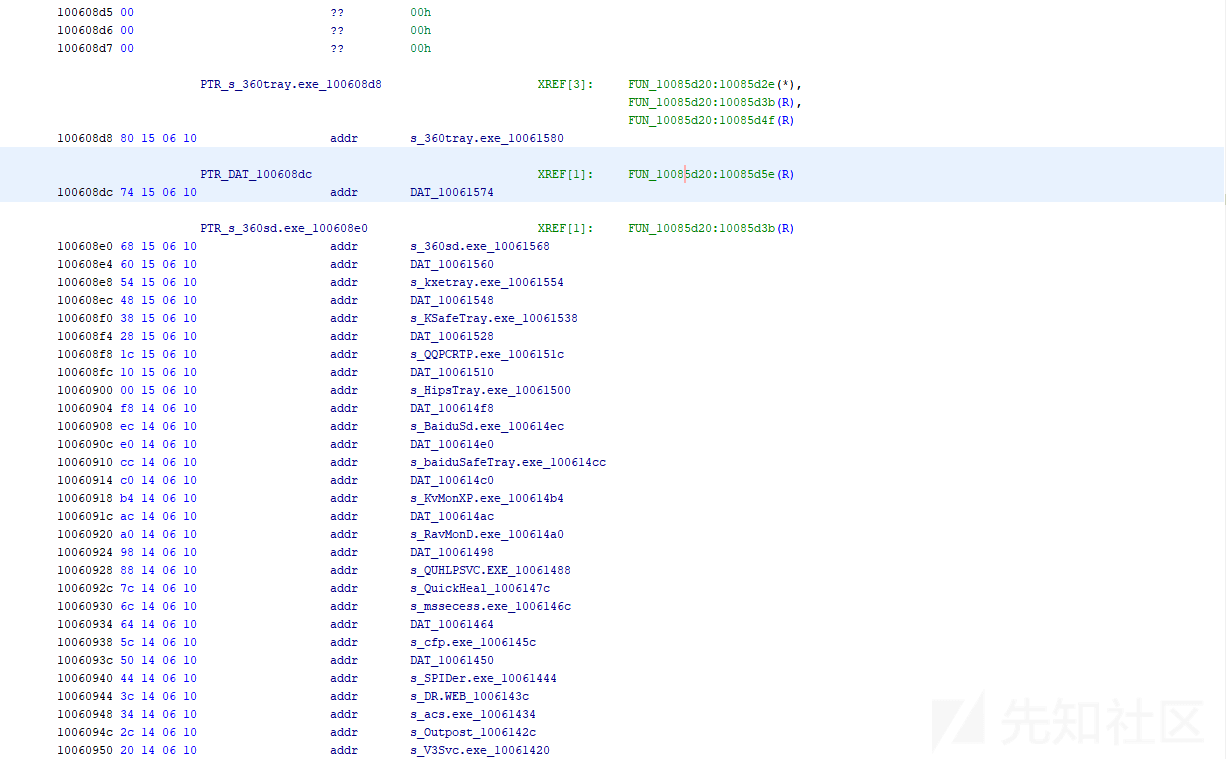 100608d5 00 ?? 00h
100608d6 00 ?? 00h
100608d7 00 ?? 00h
PTR_s_360tray.exe_100608d8 XREF[3]: FUN_10085d20:10085d2e(*),
FUN_10085d20:10085d3b(R),
FUN_10085d20:10085d4f(R)
100608d8 80 15 06 10 addr s_360tray.exe_10061580
PTR_DAT_100608dc XREF[1]: FUN_10085d20:10085d5e(R)
100608dc 74 15 06 10 addr DAT_10061574
PTR_s_360sd.exe_100608e0 XREF[1]: FUN_10085d20:10085d3b(R)
100608e0 68 15 06 10 addr s_360sd.exe_10061568
100608e4 60 15 06 10 addr DAT_10061560
100608e8 54 15 06 10 addr s_kxetray.exe_10061554
100608ec 48 15 06 10 addr DAT_10061548
100608f0 38 15 06 10 addr s_KSafeTray.exe_10061538
100608f4 28 15 06 10 addr DAT_10061528
100608f8 1c 15 06 10 addr s_QQPCRTP.exe_1006151c
100608fc 10 15 06 10 addr DAT_10061510
10060900 00 15 06 10 addr s_HipsTray.exe_10061500
10060904 f8 14 06 10 addr DAT_100614f8
10060908 ec 14 06 10 addr s_BaiduSd.exe_100614ec
1006090c e0 14 06 10 addr DAT_100614e0
10060910 cc 14 06 10 addr s_baiduSafeTray.exe_100614cc
10060914 c0 14 06 10 addr DAT_100614c0
10060918 b4 14 06 10 addr s_KvMonXP.exe_100614b4
1006091c ac 14 06 10 addr DAT_100614ac
10060920 a0 14 06 10 addr s_RavMonD.exe_100614a0
10060924 98 14 06 10 addr DAT_10061498
10060928 88 14 06 10 addr s_QUHLPSVC.EXE_10061488
1006092c 7c 14 06 10 addr s_QuickHeal_1006147c
10060930 6c 14 06 10 addr s_mssecess.exe_1006146c
10060934 64 14 06 10 addr DAT_10061464
10060938 5c 14 06 10 addr s_cfp.exe_1006145c
1006093c 50 14 06 10 addr DAT_10061450
10060940 44 14 06 10 addr s_SPIDer.exe_10061444
10060944 3c 14 06 10 addr s_DR.WEB_1006143c
10060948 34 14 06 10 addr s_acs.exe_10061434
1006094c 2c 14 06 10 addr s_Outpost_1006142c
10060950 20 14 06 10 addr s_V3Svc.exe_10061420
先知社区